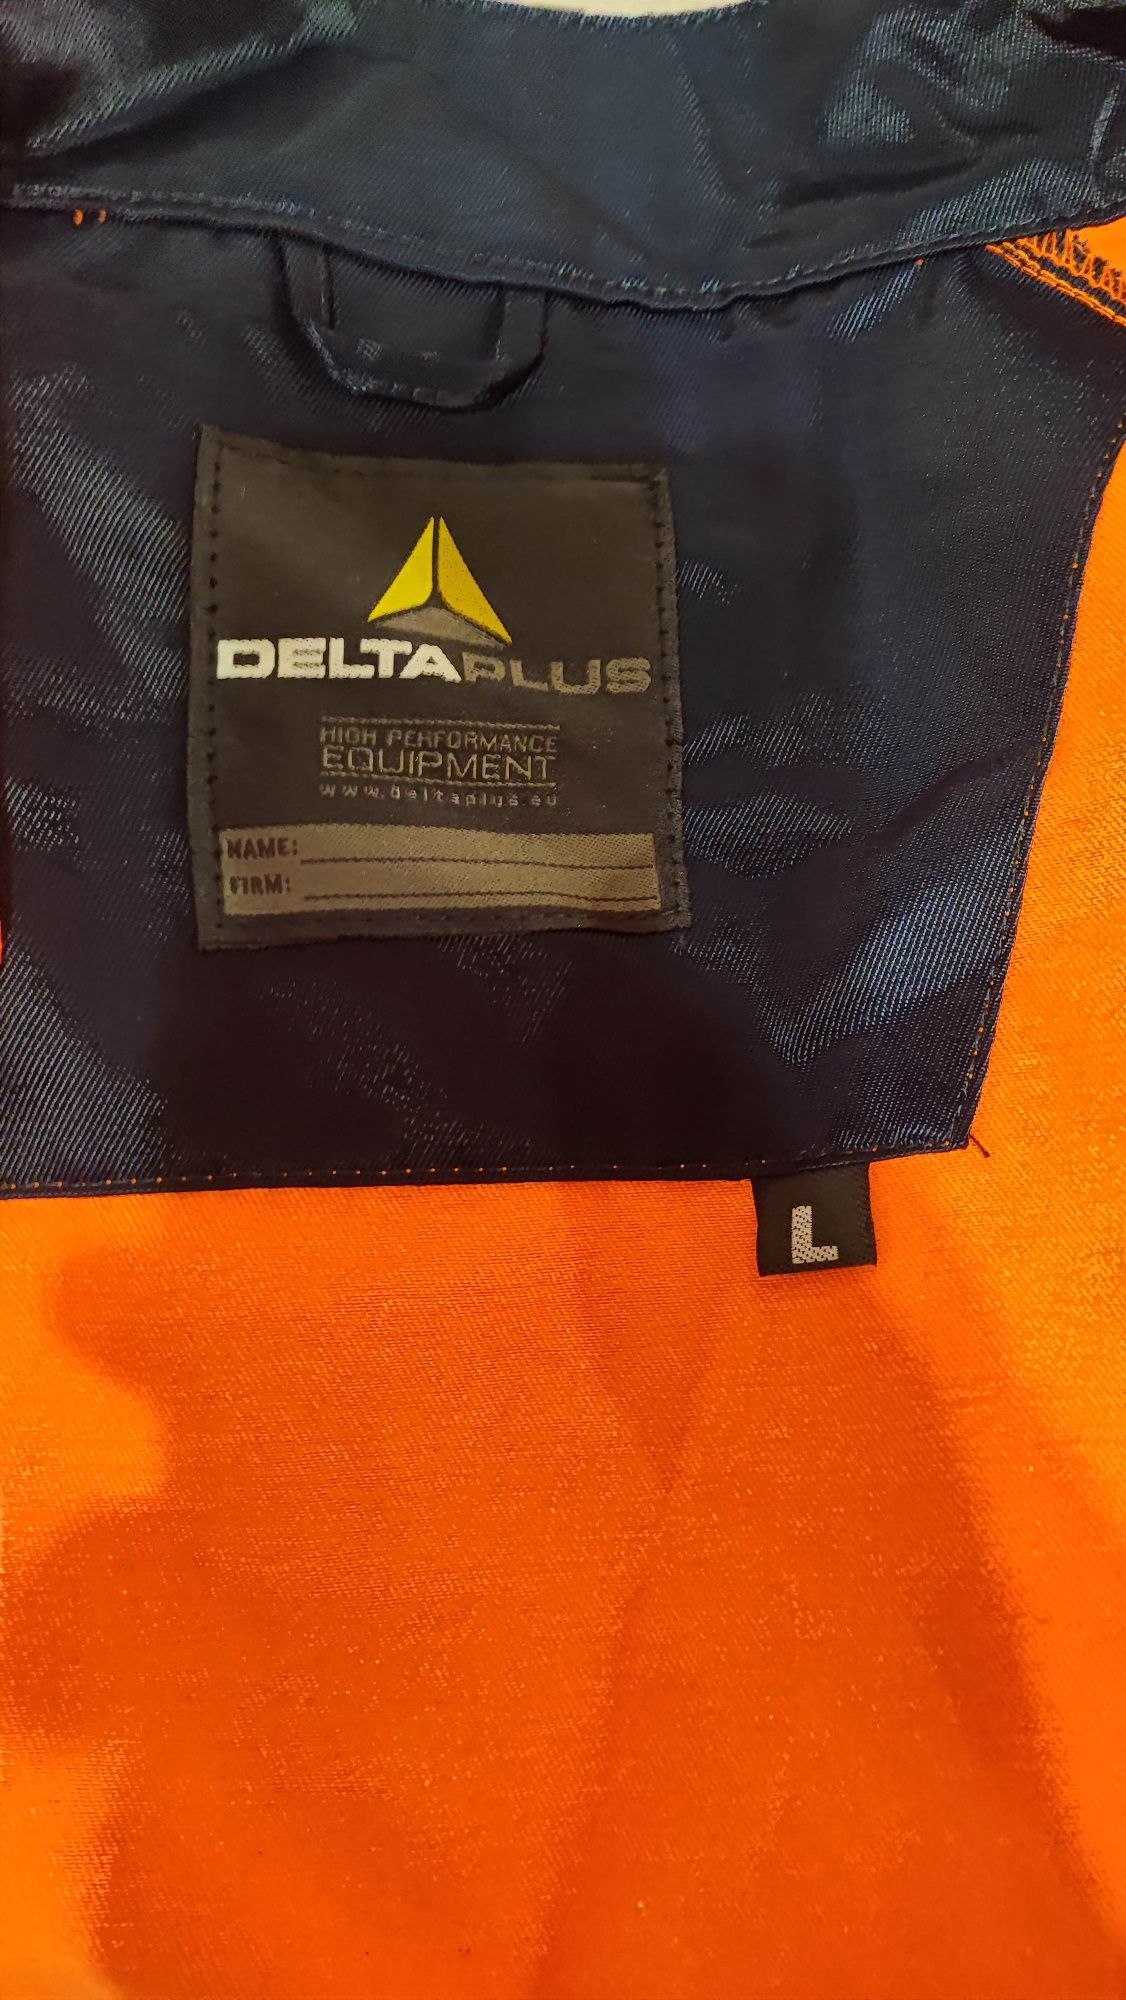 DELTAPLUS
HIGH PERFORMANCE
EQUIPMENT
www.deltaplus.eu
NAME:
FIRM:
L